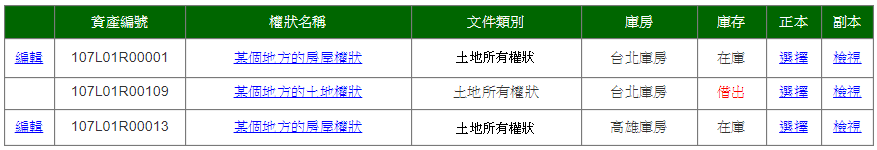 資產編號 權狀名稱 文件類別 庫房 庫存 正本 副本
編輯 107L01R00001 某個地方的房屋權狀 土地所有權狀 台北庫房 在庫 選擇 檢視
107L01R00109 某個地方的土地權狀 土地所有權狀 台北庫房 借出 選擇 檢視
編輯 107L01R00013 某個地方的房屋權狀 土地所有權狀 高雄庫房 在庫 選擇 檢視